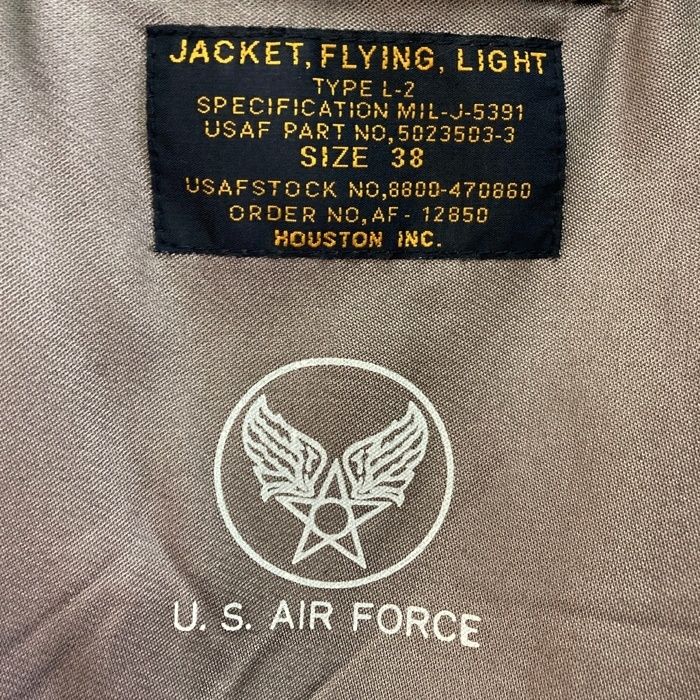 JACKET, FLYING, LIGHT
TYPE L-2
SPECIFICATION MIL-J-5391
USAF PART NO,5023503-3
SIZE 38
USAFSTOCK NO,8800-470860
ORDER NO,AF- 12850
HOUSTON INC.
U. S. AIR FORCE